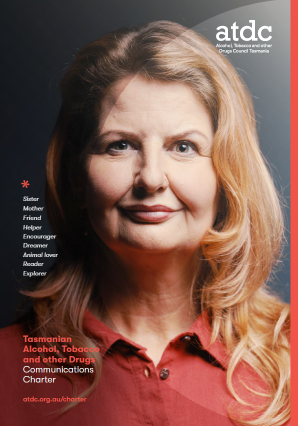 atdc
Alcohol, Tobacco and other
Drugs Council Tasmania
*
Sister
Mother
Friend
Helper
Encourager
Dreamer
Animal lover
Reader
Explorer
Tasmanian
Alcohol, Tobacco
and other Drugs
Communications
Charter
atdc.org.au/charter